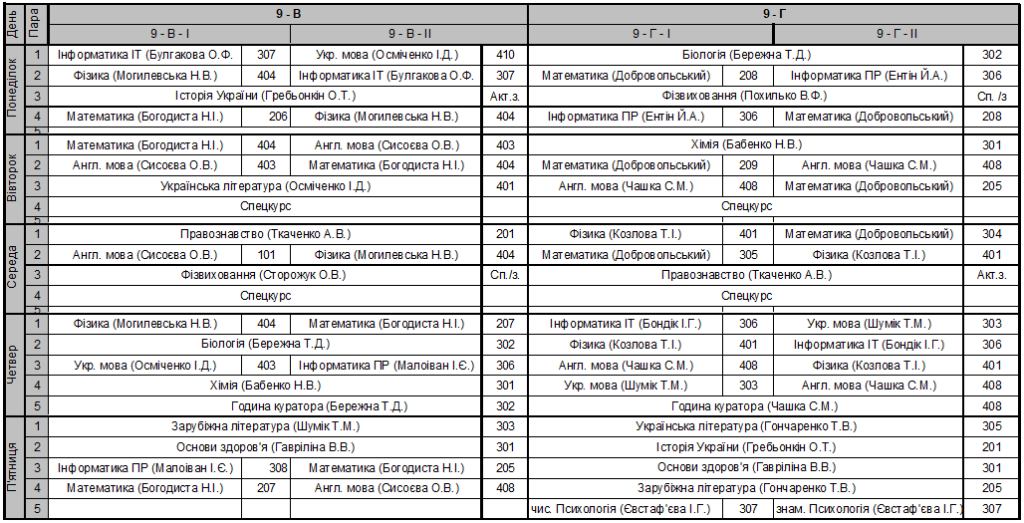 День Пара 9 - В 9 - Г
9 - В - I 9 - В - II 9 - Г - I 9 - Г - II
Понеділок
1 Інформатика ІТ (Булгакова О.Ф. 307 Укр. мова (Осміченко І.Д.) 410 Біологія (Бережна Т.Д.) 302
2 Фізика (Могилевська Н.В.) 404 Інформатика ІТ (Булгакова О.Ф. 307 Математика (Добровольський) 208 Інформатика ПР (Ентін Й.А.) 306
3 Історія України (Гребьонкін О.Т.) Акт.з. Фізвиховання (Похилько В.Ф.) Сп. /з
4 Математика (Богодиста Н.І.) 206 Фізика (Могилевська Н.В.) 404 Інформатика ПР (Ентін Й.А.) 306 Математика (Добровольський) 208
5
Вівторок
1 Математика (Богодиста Н.І.) 404 Англ. мова (Сисоєва О.В.) 403 Хімія (Бабенко Н.В.) 301
2 Англ. мова (Сисоєва О.В.) 403 Математика (Богодиста Н.І.) 404 Математика (Добровольський) 209 Англ. мова (Чашка С.М.) 408
3 Українська література (Осміченко І.Д.) 401 Англ. мова (Чашка С.М.) 408 Математика (Добровольський) 205
4 Спецкурс Спецкурс
5
Середа
1 Правознавство (Ткаченко А.В.) 201 Фізика (Козлова Т.І.) 401 Математика (Добровольський) 304
2 Англ. мова (Сисоєва О.В.) 101 Фізика (Могилевська Н.В.) 404 Математика (Добровольський) 305 Фізика (Козлова Т.І.) 401
3 Фізвиховання (Сторожук О.В.) Сп./з. Правознавство (Ткаченко А.В.) Акт.з.
4 Спецкурс Спецкурс
5
Четвер
1 Фізика (Могилевська Н.В.) 404 Математика (Богодиста Н.І.) 207 Інформатика ІТ (Бондік І.Г.) 306 Укр. мова (Шумік Т.М.) 303
2 Біологія (Бережна Т.Д.) 302 Фізика (Козлова Т.І.) 401 Інформатика ІТ (Бондік І.Г.) 306
3 Укр. мова (Осміченко І.Д.) 403 Інформатика ПР (Малоіван І.Є.) 306 Англ. мова (Чашка С.М.) 408 Фізика (Козлова Т.І.) 401
4 Хімія (Бабенко Н.В.) 301 Укр. мова (Шумік Т.М.) 303 Англ. мова (Чашка С.М.) 408
5 Година куратора (Бережна Т.Д.) 302 Година куратора (Чашка С.М.) 408
П'ятниця
1 Зарубіжна література (Шумік Т.М.) 303 Українська література (Гончаренко Т.В.) 305
2 Основи здоров'я (Гавріліна В.В.) 301 Історія України (Гребьонкін О.Т.) 201
3 Інформатика ПР (Малоіван І.Є.) 308 Математика (Богодиста Н.І.) 205 Основи здоров'я (Гавріліна В.В.) 301
4 Математика (Богодиста Н.І.) 207 Англ. мова (Сисоєва О.В.) 408 Зарубіжна література (Гончаренко Т.В.) 205
5 чис. Психологія (Євстаф'єва І.Г.) 307 знам. Психологія (Євстаф'єва І.Г.) 307